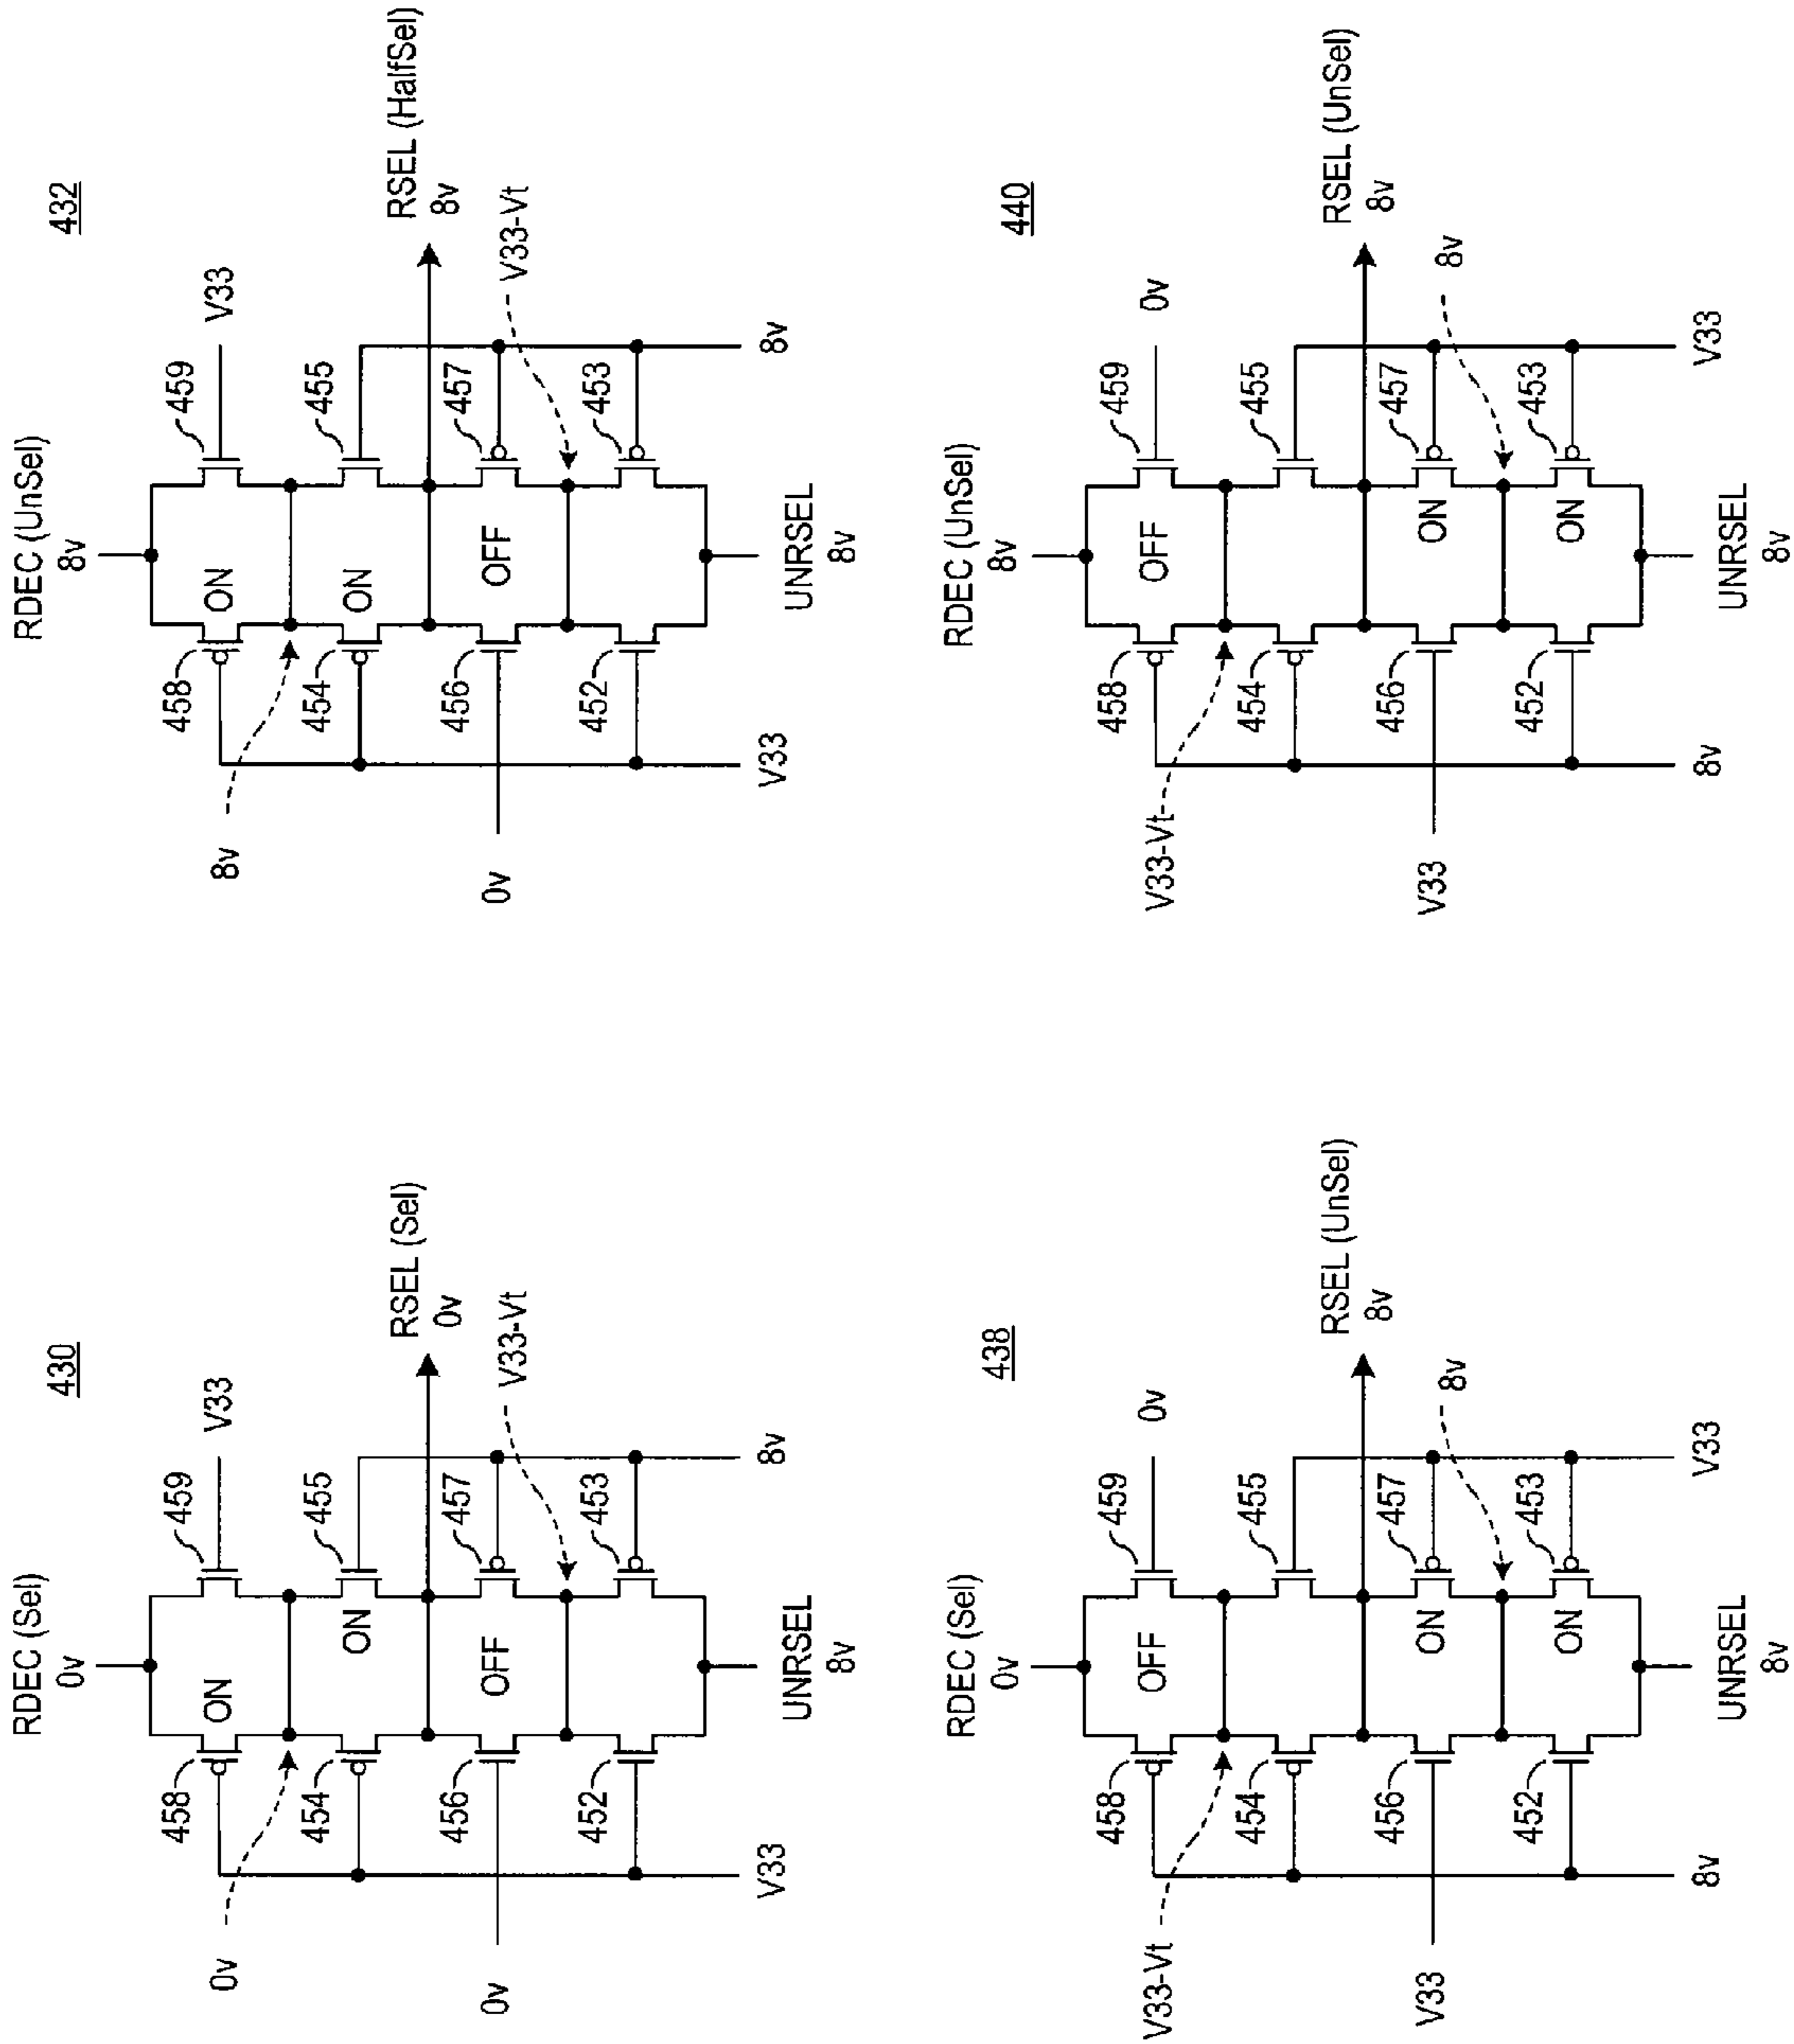 430
RDEC (Sel)
0v
458
ON
459
V33
0v
454
ON
455
RSEL (Sel)
0v
456
OFF
457
V33-Vt
0v
452
453
V33
UNRSEL
8v
8v
432
RDEC (UnSel)
8v
458
ON
459
V33
8v
454
ON
455
RSEL (HalfSel)
8v
456
OFF
457
V33-Vt
0v
452
453
V33
UNRSEL
8v
8v
438
RDEC (Sel)
0v
458
OFF
459
0v
V33-Vt
454
455
RSEL (UnSel)
8v
456
ON
457
8v
V33
452
ON
453
8v
UNRSEL
8v
V33
440
RDEC (UnSel)
8v
458
OFF
459
0v
V33-Vt
454
455
RSEL (UnSel)
8v
456
ON
457
8v
V33
452
ON
453
8v
UNRSEL
8v
V33